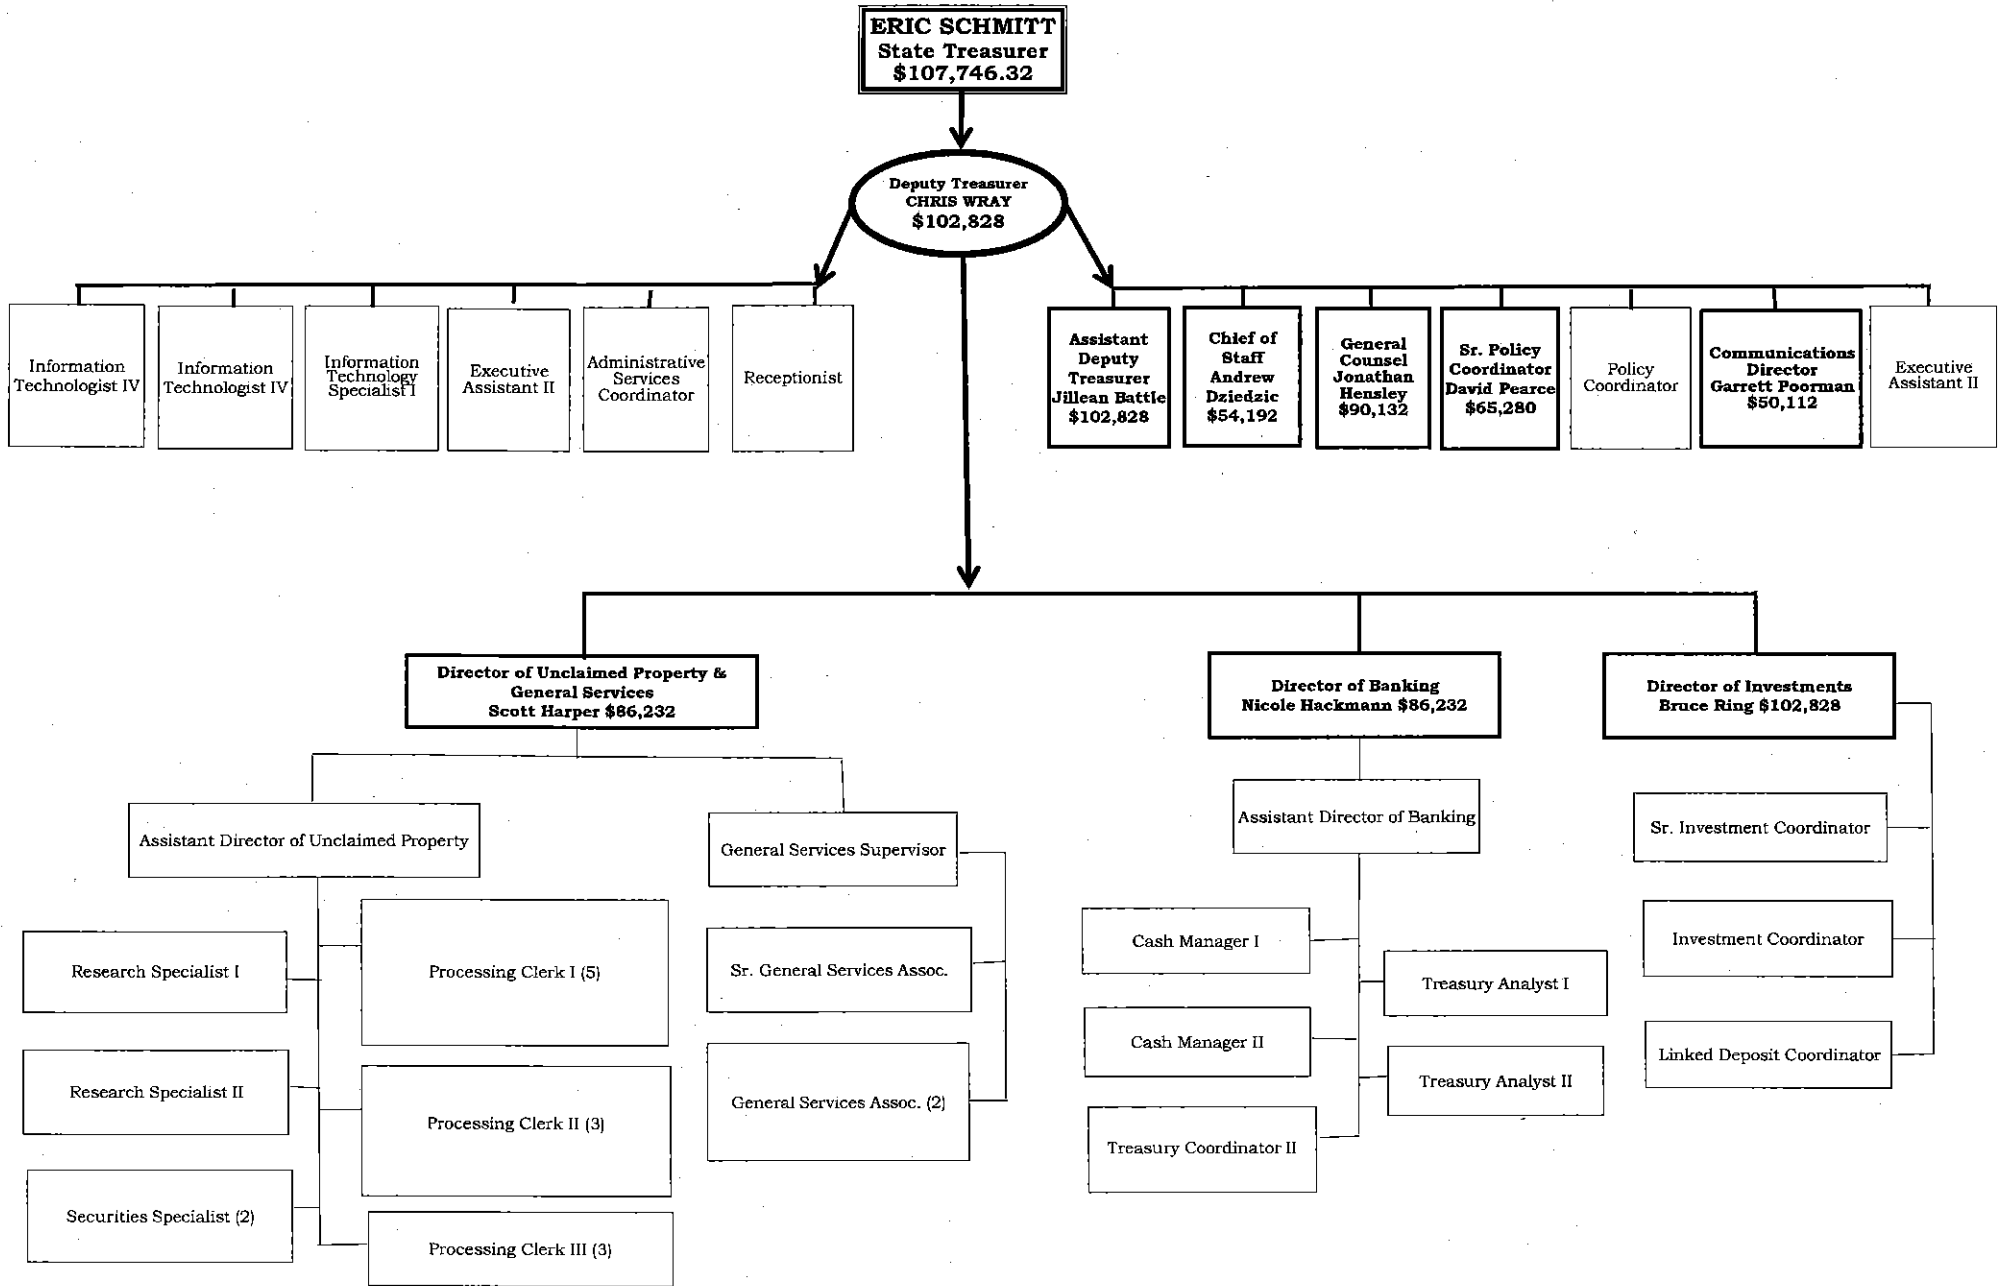 ERIC SCHMITT
State Treasurer
$107,746.32
Deputy Treasurer
CHRIS WRAY
$102,828
Information
Technologist IV
Information
Technologist IV
Information
Technology
Specialist I
Executive
Assistant II
Administrative
Services
Coordinator
Receptionist
Assistant
Deputy
Treasurer
Jillean Battle
$102,828
Chief of
Staff
Andrew
Dziedzic
$54,192
General
Counsel
Jonathan
Hensley
$90,132
Sr. Policy
Coordinator
David Pearce
$65,280
Policy
Coordinator
Communications
Director
Garrett Poorman
$50,112
Executive
Assistant II
Director of Unclaimed Property &
General Services
Scott Harper $86,232
Director of Banking
Nicole Hackmann $86,232
Director of Investments
Bruce Ring $102,828
Assistant Director of Unclaimed Property
General Services Supervisor
Assistant Director of Banking
Sr. Investment Coordinator
Research Specialist I
Processing Clerk I (5)
Sr. General Services Assoc.
Cash Manager I
Treasury Analyst I
Investment Coordinator
Research Specialist II
Processing Clerk II (3)
General Services Assoc. (2)
Cash Manager II
Treasury Analyst II
Linked Deposit Coordinator
Treasury Coordinator II
Securities Specialist (2)
Processing Clerk III (3)